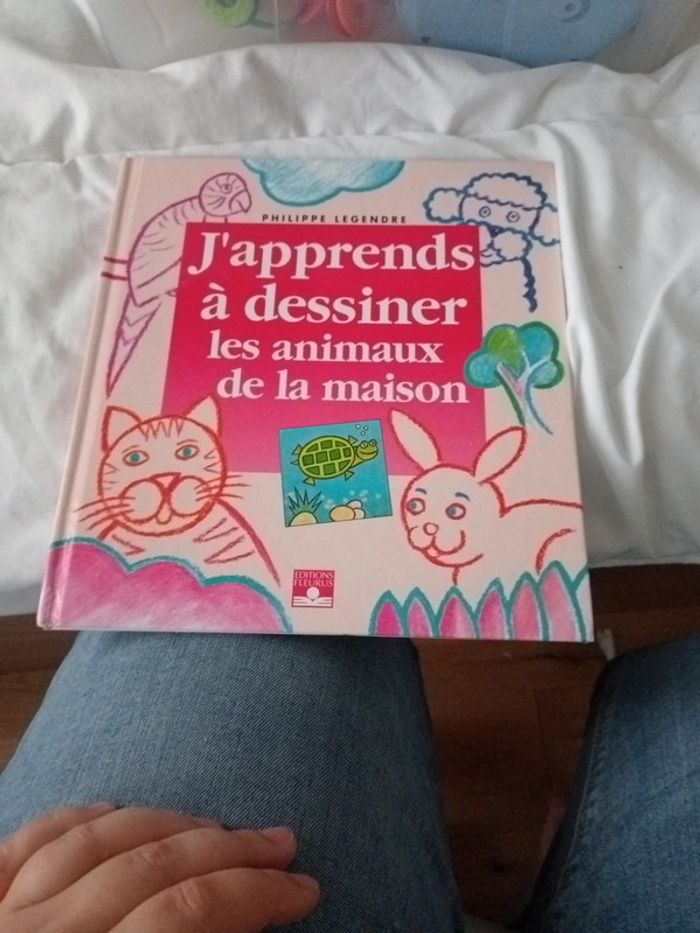 PHILIPPE LEGENDRE
J'apprends
à dessiner
les animaux
de la maison
EDITIONS
FLEURUS